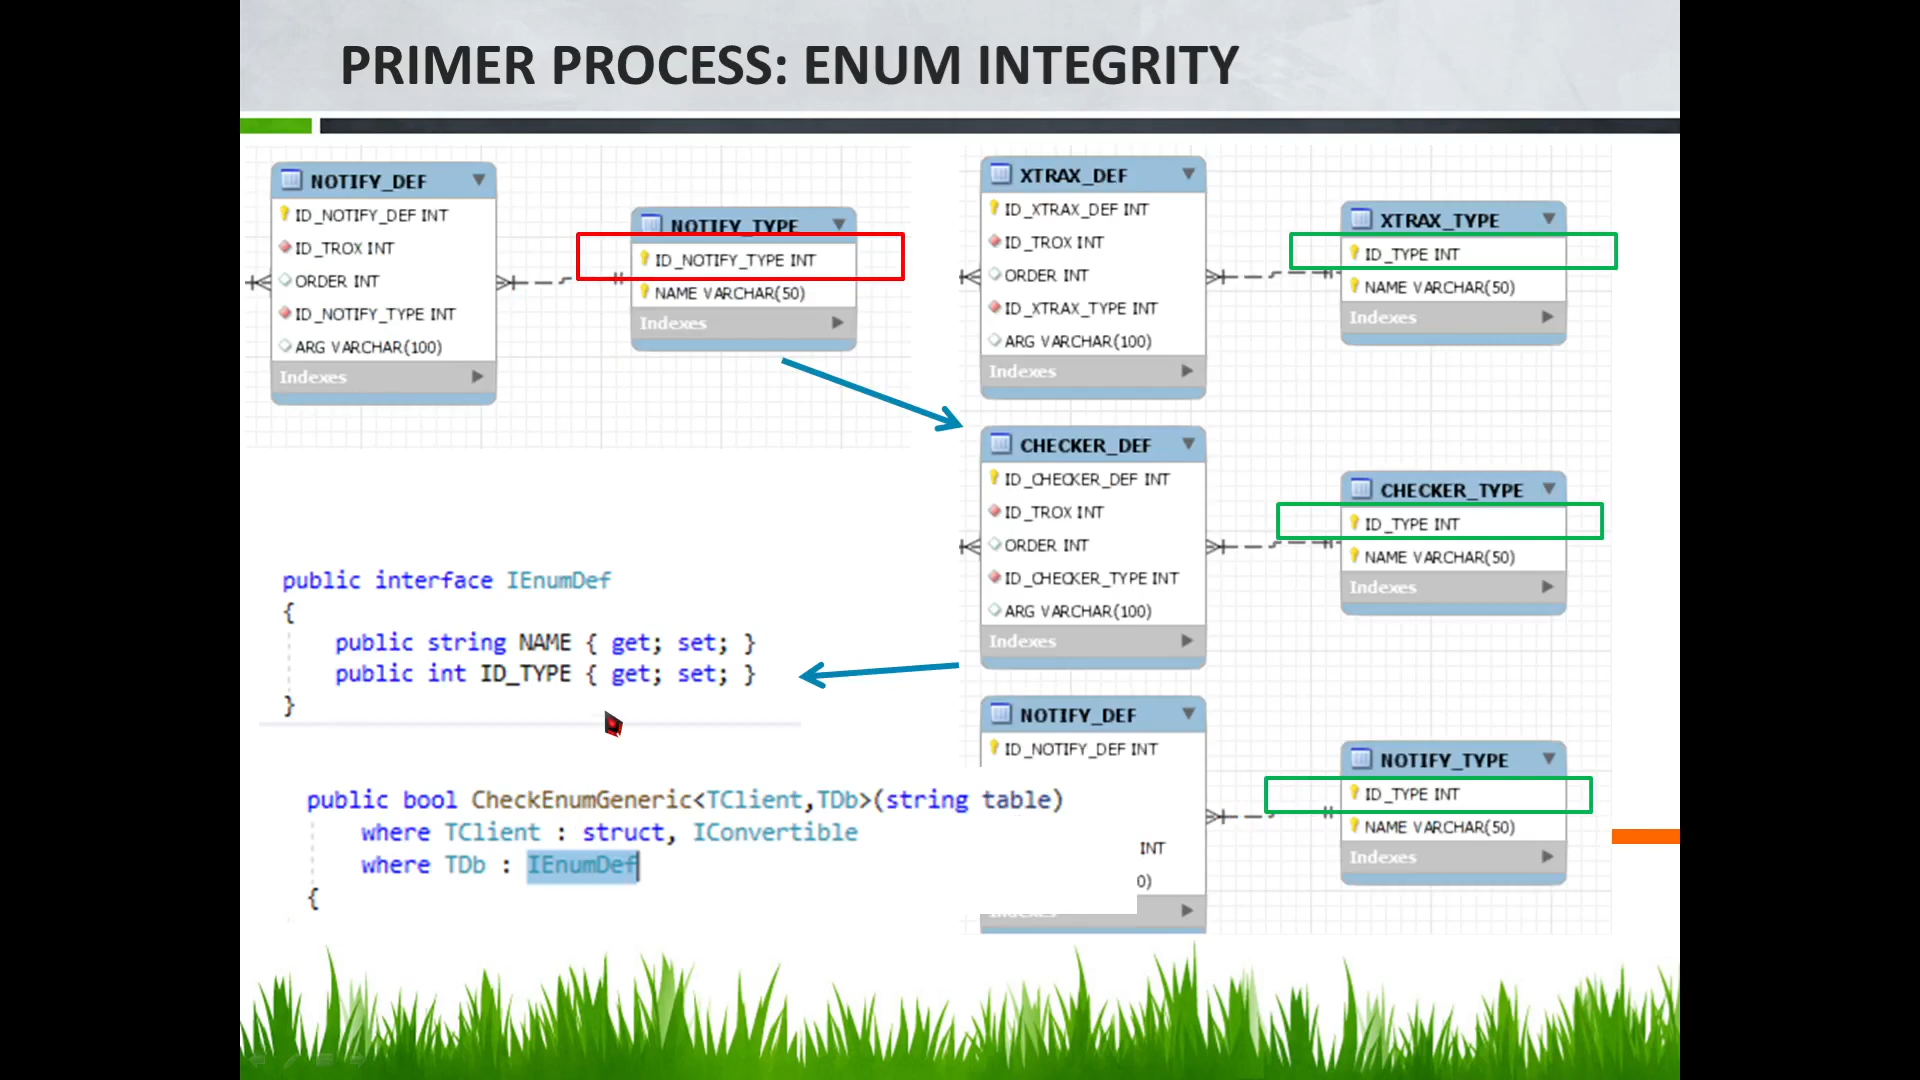 PRIMER PROCESS: ENUM INTEGRITY
NOTIFY_DEF
ID_NOTIFY_DEF INT
ID_TROX INT
ORDER INT
ID_NOTIFY_TYPE INT
ARG VARCHAR(100)
Indexes
NOTIFY_TYPE
ID_NOTIFY_TYPE INT
NAME VARCHAR(50)
Indexes
XTRAX_DEF
ID_XTRAX_DEF INT
ID_TROX INT
ORDER INT
ID_XTRAX_TYPE INT
ARG VARCHAR(100)
Indexes
XTRAX_TYPE
ID_TYPE INT
NAME VARCHAR(50)
Indexes
CHECKER_DEF
ID_CHECKER_DEF INT
ID_TROX INT
ORDER INT
ID_CHECKER_TYPE INT
ARG VARCHAR(100)
Indexes
CHECKER_TYPE
ID_TYPE INT
NAME VARCHAR(50)
Indexes
public interface IEnumDef
{
public string NAME { get; set; }
public int ID_TYPE { get; set; }
}
NOTIFY_DEF
ID_NOTIFY_DEF INT
INT
0)
NOTIFY_TYPE
ID_TYPE INT
NAME VARCHAR(50)
Indexes
public bool CheckEnumGeneric<TClient,TDb>(string table)
where TClient : struct, IConvertible
where TDb : IEnumDef
{